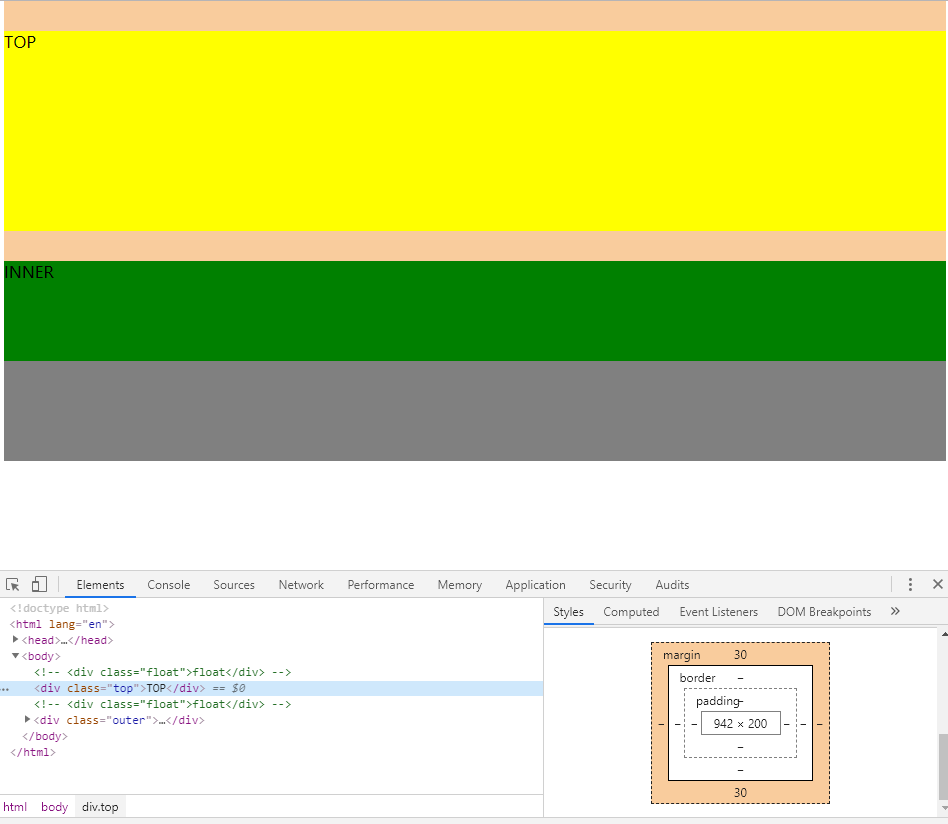 TOP
INNER
Elements Console Sources Network Performance Memory Application Security Audits
<!doctype html>
<html lang="en">
<head>…</head>
<body>
<!-- <div class="float">float</div> -->
<div class="top">TOP</div> == $0
<!-- <div class="float">float</div> -->
<div class="outer">…</div>
</body>
</html>
html body div.top
Styles Computed Event Listeners DOM Breakpoints »
margin 30
border –
padding –
– – – 942 × 200 – – –
–
–
30